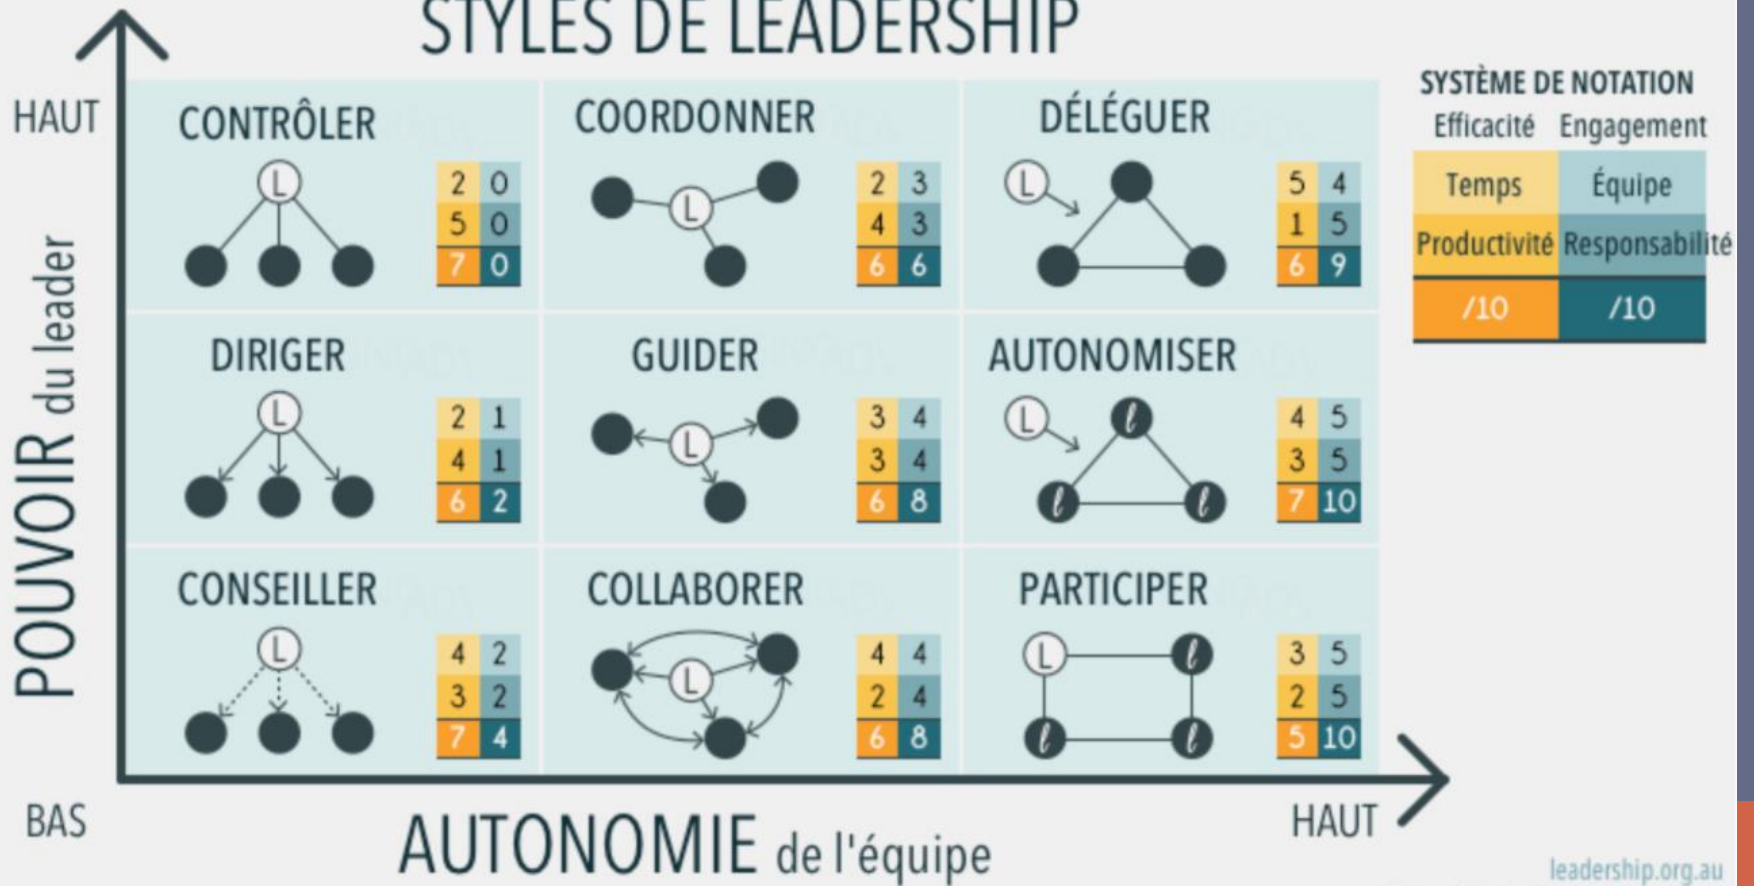 STYLES DE LEADERSHIP
HAUT
POUVOIR du leader
BAS
CONTRÔLER
L
2 0
5 0
7 0
COORDONNER
L
2 3
4 3
6 6
DÉLÉGUER
L
5 4
1 5
6 9
DIRIGER
L
2 1
4 1
6 2
GUIDER
L
3 4
3 4
6 8
AUTONOMISER
L
ℓ
ℓ ℓ
4 5
3 5
7 10
CONSEILLER
L
4 2
3 2
7 4
COLLABORER
L
4 4
2 4
6 8
PARTICIPER
L ℓ
ℓ ℓ
3 5
2 5
5 10
AUTONOMIE de l'équipe
HAUT
SYSTÈME DE NOTATION
Efficacité Engagement
Temps Équipe
Productivité Responsabilité
/10 /10
leadership.org.au